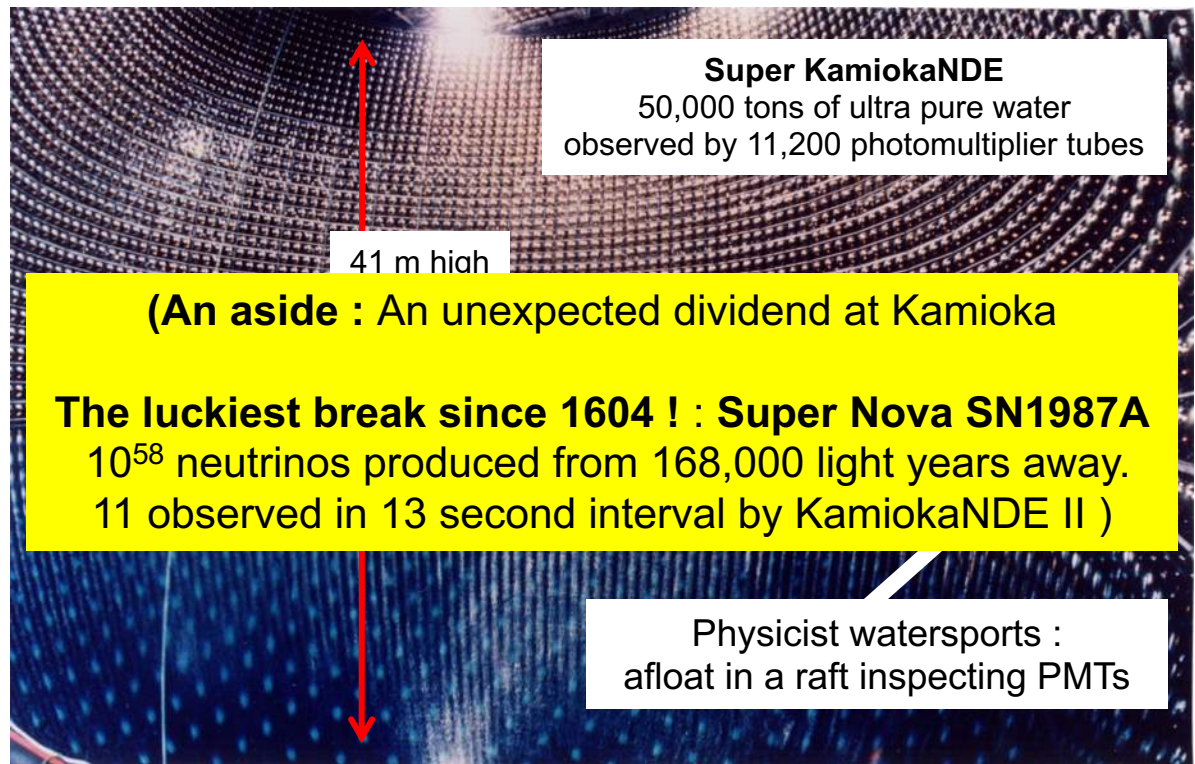 Super KamiokaNDE
50,000 tons of ultra pure water
observed by 11,200 photomultiplier tubes
41 m high
(An aside : An unexpected dividend at Kamioka
The luckiest break since 1604 ! : Super Nova SN1987A
10⁵⁸ neutrinos produced from 168,000 light years away.
11 observed in 13 second interval by KamiokaNDE II )
Physicist watersports :
afloat in a raft inspecting PMTs